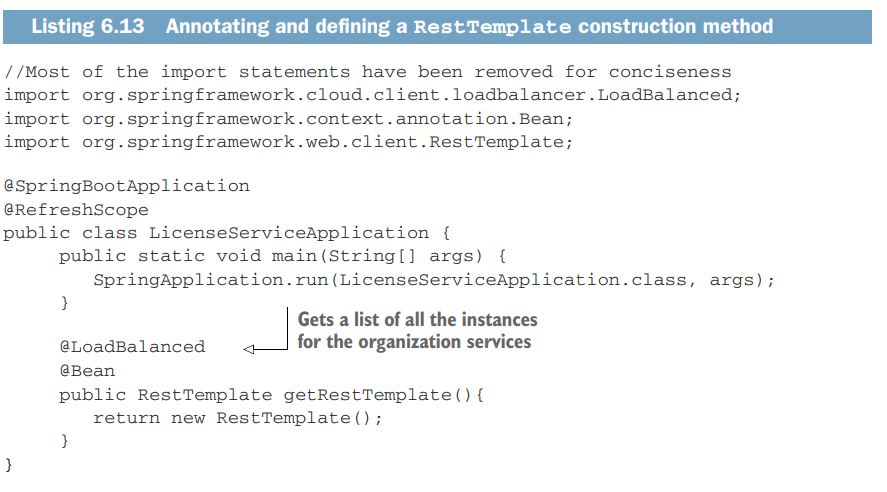 Listing 6.13 Annotating and defining a RestTemplate construction method
//Most of the import statements have been removed for conciseness
import org.springframework.cloud.client.loadbalancer.LoadBalanced;
import org.springframework.context.annotation.Bean;
import org.springframework.web.client.RestTemplate;
@SpringBootApplication
@RefreshScope
public class LicenseServiceApplication {
public static void main(String[] args) {
SpringApplication.run(LicenseServiceApplication.class, args);
}
Gets a list of all the instances
for the organization services
@LoadBalanced
@Bean
public RestTemplate getRestTemplate(){
return new RestTemplate();
}
}